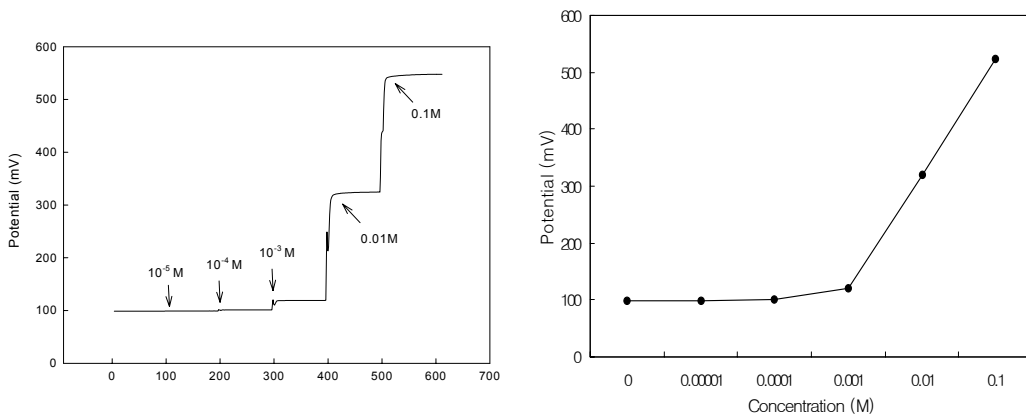 600
500
400
300
200
100
0
Potential (mV)
10⁻⁵ M
10⁻⁴ M
10⁻³ M
0.01M
0.1M
0 100 200 300 400 500 600 700
600
500
400
300
200
100
0
Potential (mV)
0 0.00001 0.0001 0.001 0.01 0.1
Concentration (M)